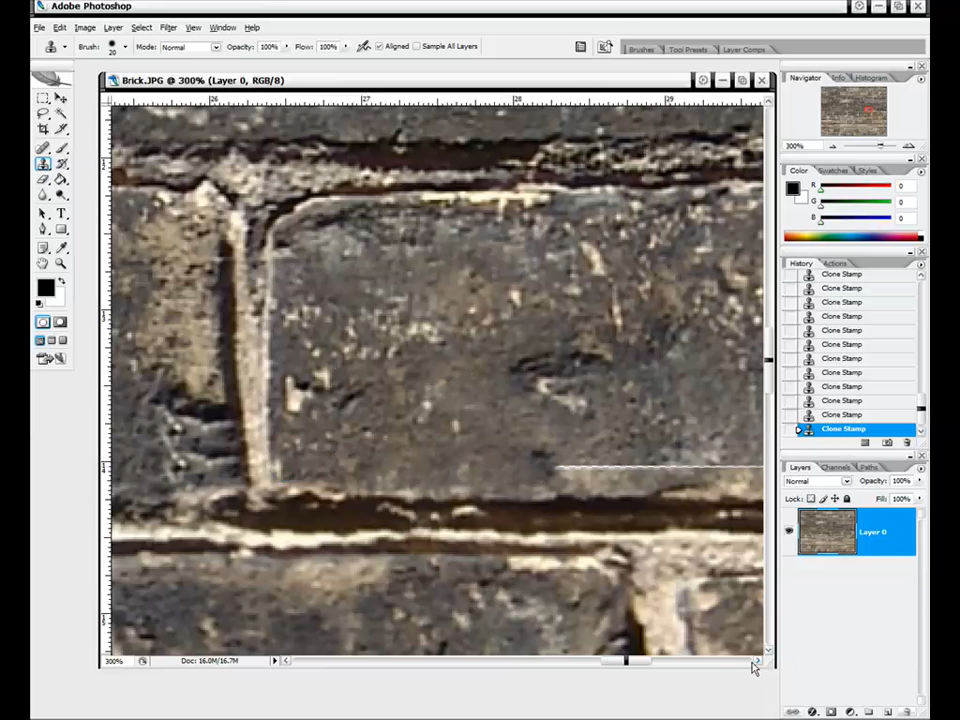 Adobe Photoshop
File Edit Image Layer Select Filter View Window Help
Brush: 20 Mode: Normal Opacity: 100% Flow: 100% Aligned Sample All Layers Brushes Tool Presets Layer Comps
Brick.JPG @ 300% (Layer 0, RGB/8)
26 27 28 29
Navigator Info Histogram
300%
Color Swatches Styles
R 0
G 0
B 0
History Actions
Clone Stamp
Clone Stamp
Clone Stamp
Clone Stamp
Clone Stamp
Clone Stamp
Clone Stamp
Clone Stamp
Clone Stamp
Clone Stamp
Clone Stamp
Clone Stamp
Layers Channels Paths
Normal Opacity: 100%
Lock: Fill: 100%
Layer 0
300% Doc: 16.0M/16.7M